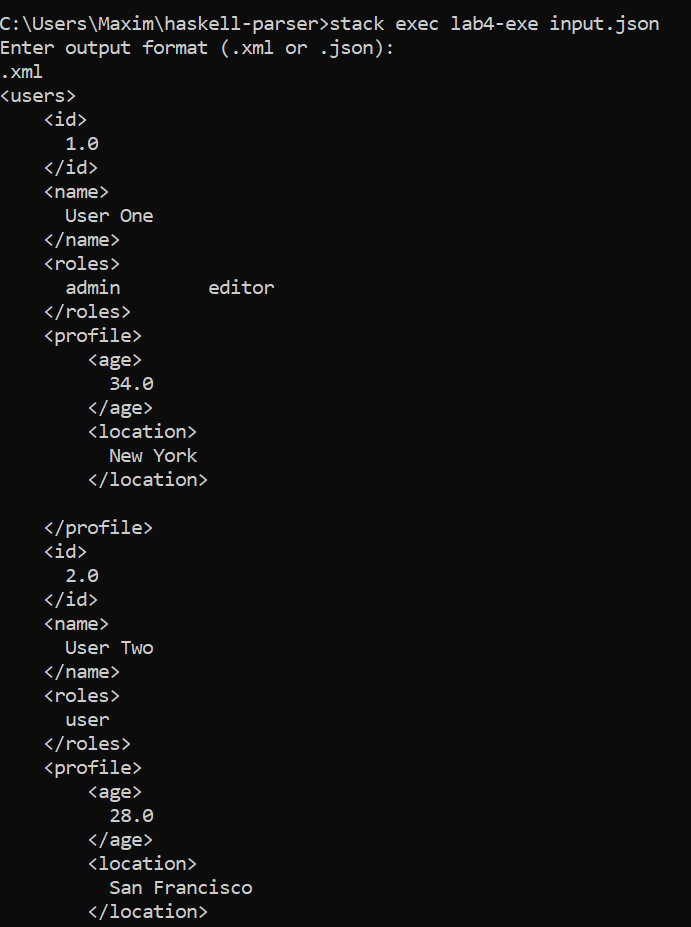 C:\Users\Maxim\haskell-parser>stack exec lab4-exe input.json
Enter output format (.xml or .json):
.xml
<users>
    <id>
      1.0
    </id>
    <name>
      User One
    </name>
    <roles>
      admin        editor
    </roles>
    <profile>
        <age>
          34.0
        </age>
        <location>
          New York
        </location>

    </profile>
    <id>
      2.0
    </id>
    <name>
      User Two
    </name>
    <roles>
      user
    </roles>
    <profile>
        <age>
          28.0
        </age>
        <location>
          San Francisco
        </location>